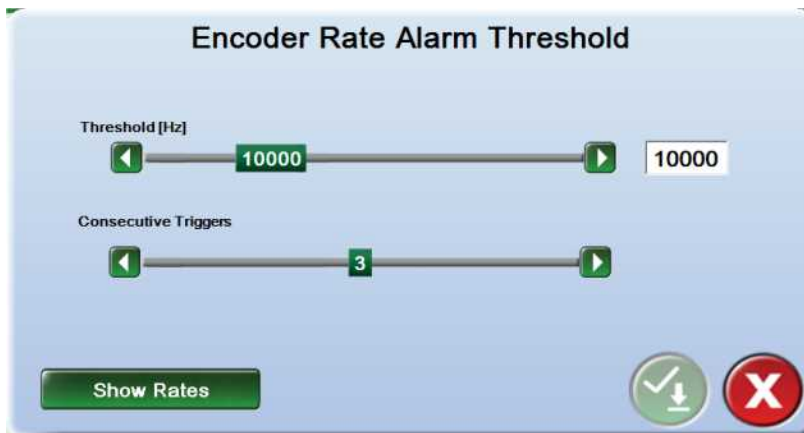 Encoder Rate Alarm Threshold
Threshold [Hz]
10000
10000
Consecutive Triggers
3
Show Rates
X